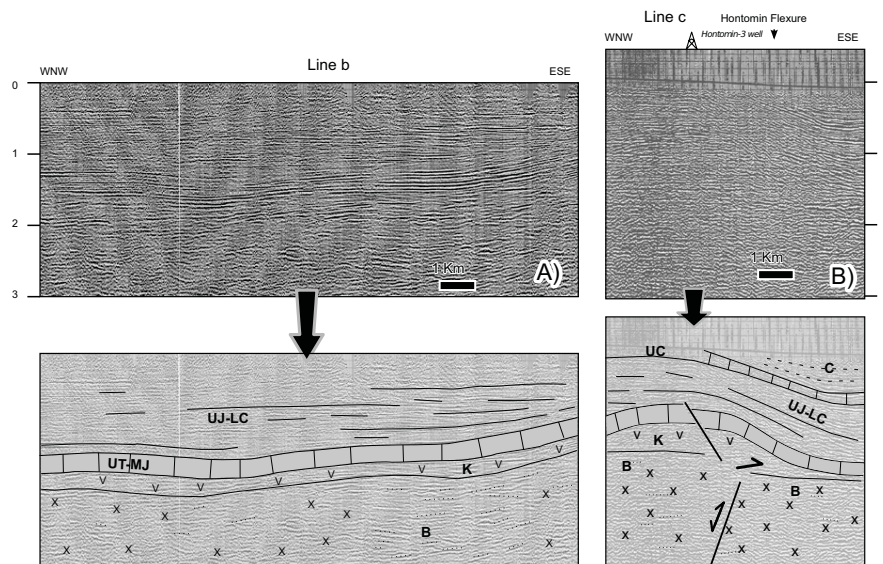 Line c
Hontomin Flexure
WNW
Hontomin-3 well
ESE
WNW
Line b
ESE
0
1
2
3
1 Km
A)
1 Km
B)
UJ-LC
UT-MJ
V V V V V V V V V
K
X X X X X X X X X X
B
UC
C
UJ-LC
K
V V V
B
B
X X X X X X X X X X X X X